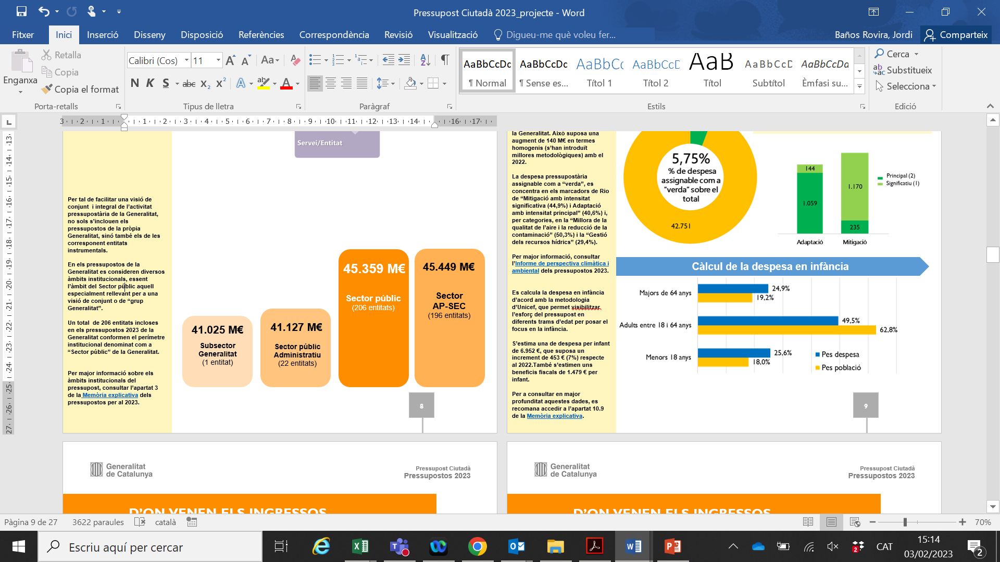 Pressupost Ciutadà 2023_projecte - Word
Fitxer Inici Inserció Disseny Disposició Referències Correspondència Revisió Visualització Digueu-me què voleu fer... Baños Rovira, Jordi Comparteix
Enganxa
Retalla
Copia
Copia el format
Porta-retalls
Calibri (Cos) 11
N K S abc x₂ x²
Tipus de lletra
Paràgraf
AaBbCcDc AaBbCcDc AaBbCc AaBbCcD AaB AaBbCcD AaBbCcDa
¶ Normal ¶ Sense es... Títol 1 Títol 2 Títol Subtítol Èmfasi su...
Estils
Cerca
Substitueix
Selecciona
Edició
3 2 1 1 2 3 4 5 6 7 8 9 10 11 12 13 14 16 17
13
14
15
16
17
18
19
20
21
22
23
24
25
26
27
Servei/Entitat
Per tal de facilitar una visió de
conjunt i integral de l’activitat
pressupostària de la Generalitat,
no sols s’inclouen els
pressupostos de la pròpia
Generalitat, sinó també els de les
corresponent entitats
instrumentals.
En els pressupostos de la
Generalitat es consideren diversos
àmbits institucionals, essent
l’àmbit del Sector públic aquell
especialment rellevant per a una
visió de conjunt o de “grup
Generalitat”.
Un total de 206 entitats incloses
en els pressupostos 2023 de la
Generalitat conformen el perímetre
institucional denominat com a
“Sector públic” de la Generalitat.
Per major informació sobre els
àmbits institucionals del
pressupost, consultar l’apartat 3
de la Memòria explicativa dels
pressupostos per al 2023.
41.025 M€
Subsector
Generalitat
(1 entitat)
41.127 M€
Sector públic
Administratiu
(22 entitats)
45.359 M€
Sector públic
(206 entitats)
45.449 M€
Sector
AP-SEC
(196 entitats)
8
la Generalitat. Això suposa una
augment de 140 M€ en termes
homogenis (s’han introduït
millores metodològiques) amb el
2022.
La despesa pressupostària
assignable com a “verda”, es
concentra en els marcadors de Rio
de “Mitigació amb intensitat
significativa (44,9%) i Adaptació
amb intensitat principal” (40,6%) i,
per categories, en la “Millora de la
qualitat de l’aire i la reducció de la
contaminació” (50,3%) i la “Gestió
dels recursos hídrics” (29,4%).
Per major informació, consultar
l’Informe de perspectiva climàtica i
ambiental dels pressupostos 2023.
Es calcula la despesa en infància
d’acord amb la metodologia
d’Unicef, que permet visibilitzar
l’esforç del pressupost en
diferents trams d’edat per posar el
focus en la infància.
S’estima una de despesa per infant
de 6.952 €, que suposa un
increment de 453 € (7%) respecte
al 2022.També s’estimen uns
beneficis fiscals de 1.479 € per
infant.
Per a consultar en major
profunditat aquestes dades, es
recomana accedir a l’apartat 10.9
de la Memòria explicativa.
5,75%
% de despesa
assignable com a
“verda” sobre el
total
42.751
144
1.059
Adaptació
1.170
235
Mitigació
Principal (2)
Significatiu (1)
Càlcul de la despesa en infància
Majors de 64 anys 24,9%
19,2%
Adults entre 18 i 64 anys 49,5%
62,8%
Menors 18 anys 25,6%
18,0%
Pes despesa
Pes població
9
Generalitat
de Catalunya
Pressupost Ciutadà
Pressupostos 2023
D’ON VENEN ELS INGRESSOS
Generalitat
de Catalunya
Pressupost Ciutadà
Pressupostos 2023
D’ON VENEN ELS INGRESSOS
Pàgina 9 de 27 3622 paraules català 70%
Escriu aquí per cercar
CAT
15:14
03/02/2023
2
2